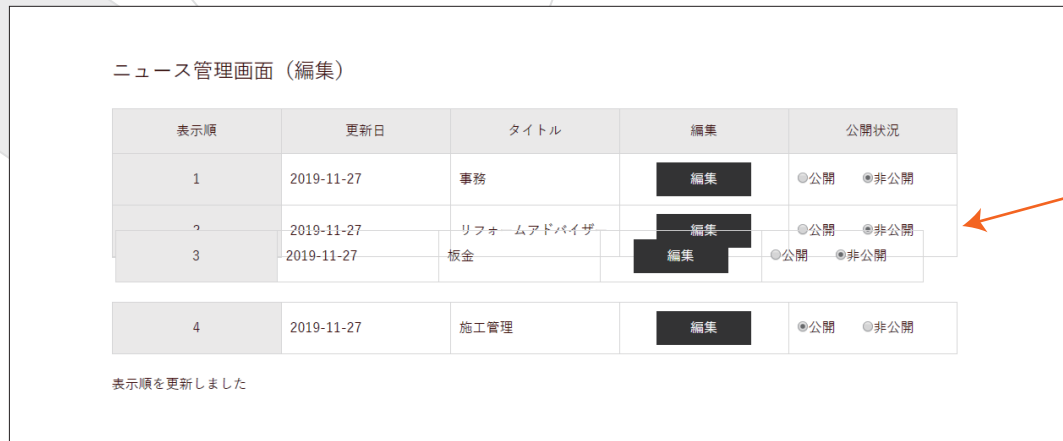 ニュース管理画面（編集）
表示順 更新日 タイトル 編集 公開状況
1 2019-11-27 事務 編集 公開 非公開
2 2019-11-27 リフォームアドバイザ 編集 公開 非公開
3 2019-11-27 板金 編集 公開 非公開
4 2019-11-27 施工管理 編集 公開 非公開
表示順を更新しました